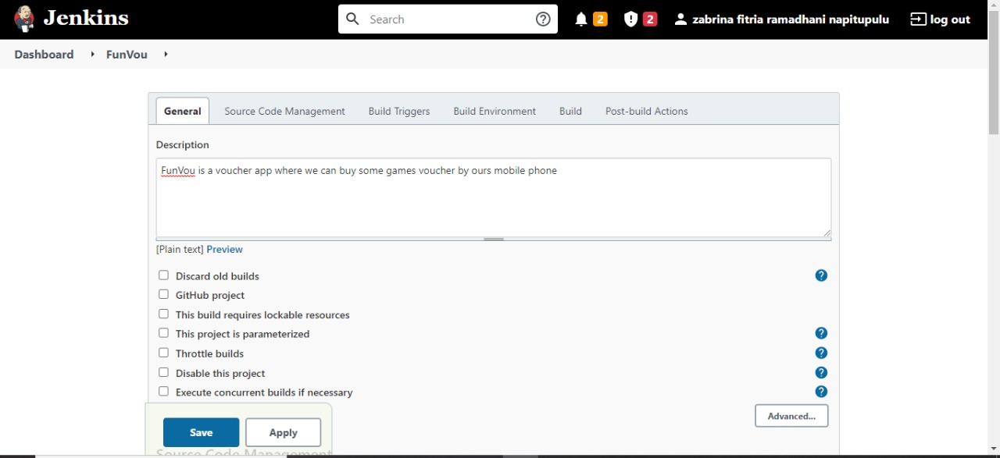 Jenkins
Search
2
2
zabrina fitria ramadhani napitupulu
log out
Dashboard
FunVou
General
Source Code Management
Build Triggers
Build Environment
Build
Post-build Actions
Description
FunVou is a voucher app where we can buy some games voucher by ours mobile phone
[Plain text] Preview
Discard old builds
GitHub project
This build requires lockable resources
This project is parameterized
Throttle builds
Disable this project
Execute concurrent builds if necessary
Advanced...
Save
Apply
Source Code Management